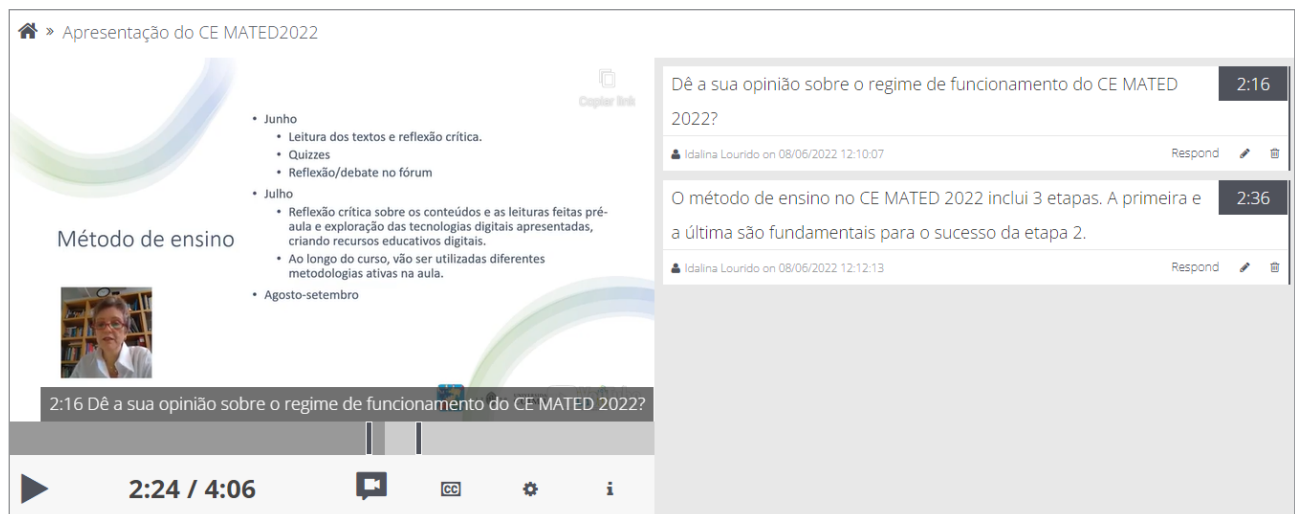 » Apresentação do CE MATED2022
Copiar link
• Junho
• Leitura dos textos e reflexão crítica.
• Quizzes
• Reflexão/debate no fórum
• Julho
• Reflexão crítica sobre os conteúdos e as leituras feitas pré-
aula e exploração das tecnologias digitais apresentadas,
criando recursos educativos digitais.
• Ao longo do curso, vão ser utilizadas diferentes
metodologias ativas na aula.
• Agosto-setembro
Método de ensino
2:16 Dê a sua opinião sobre o regime de funcionamento do CE MATED 2022?
2:24 / 4:06
CC
i
Dê a sua opinião sobre o regime de funcionamento do CE MATED
2022?
2:16
Idalina Lourido on 08/06/2022 12:10:07
Respond
O método de ensino no CE MATED 2022 inclui 3 etapas. A primeira e
a última são fundamentais para o sucesso da etapa 2.
2:36
Idalina Lourido on 08/06/2022 12:12:13
Respond